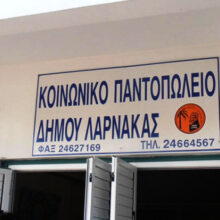 ΚΟΙΝΩΝΙΚΟ ΠΑΝΤΟΠΩΛΕΙΟ
ΔΗΜΟΥ ΛΑΡΝΑΚΑΣ
ΦΑΞ 24627169 ΤΗΛ. 24664567